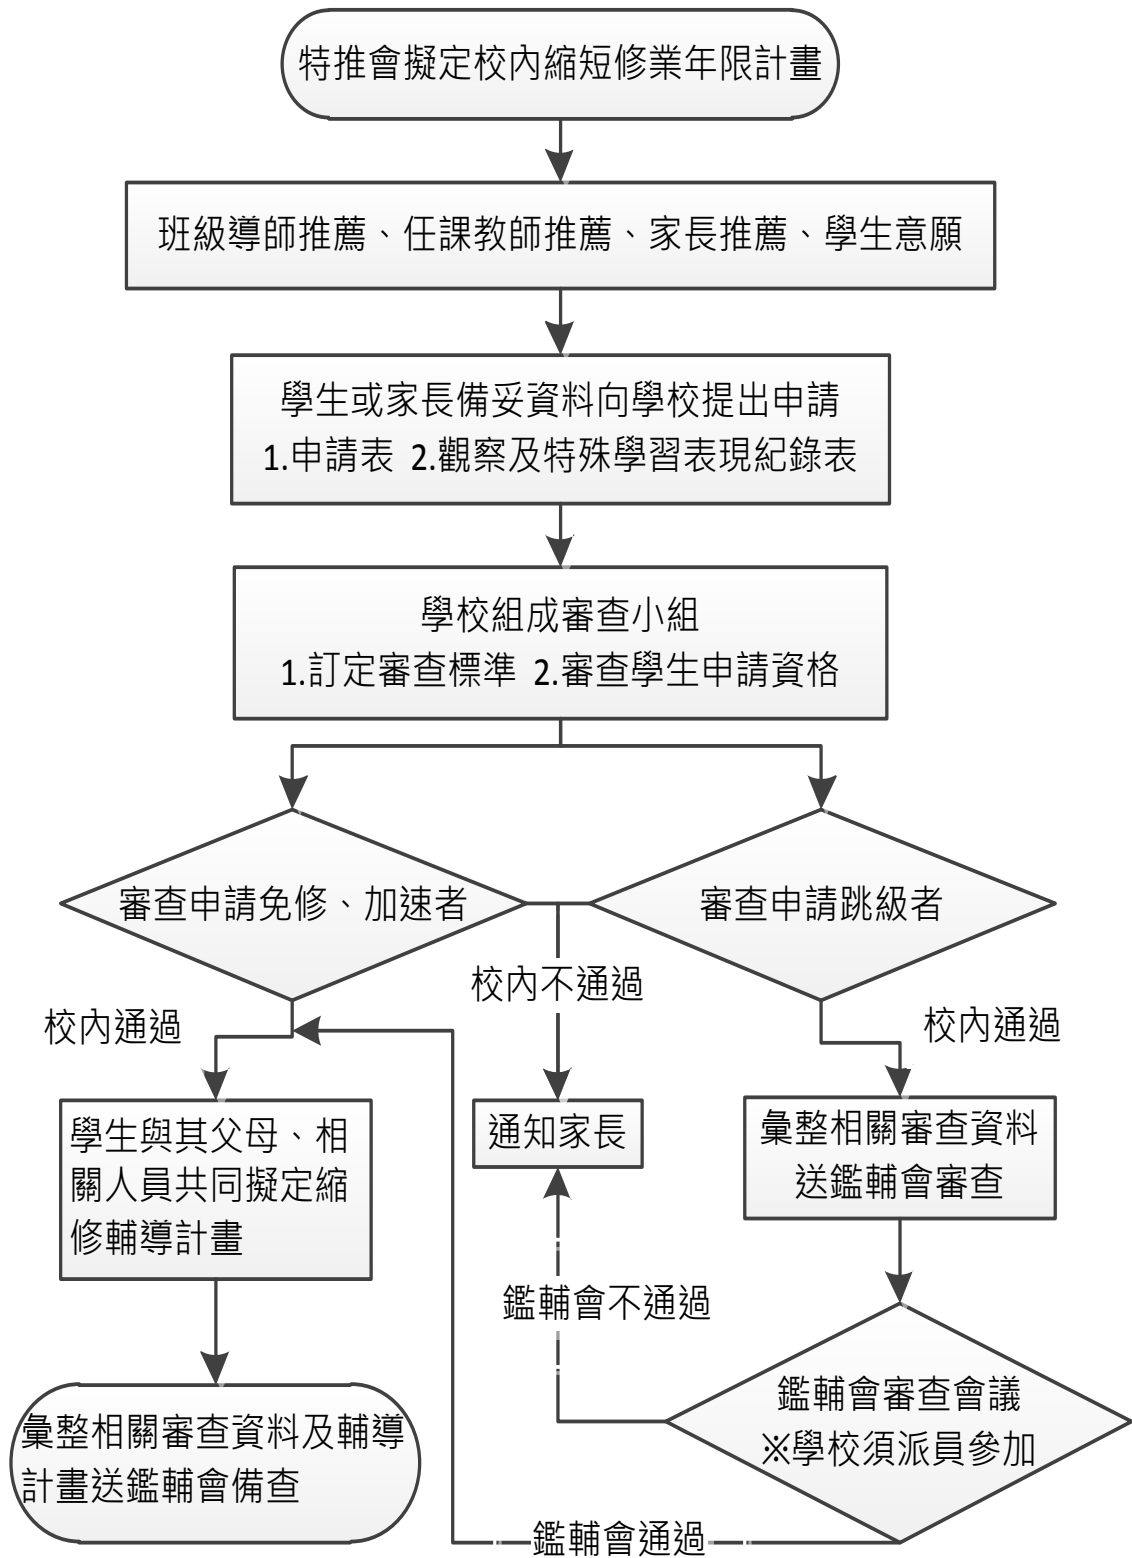 特推會擬定校內縮短修業年限計畫
班級導師推薦、任課教師推薦、家長推薦、學生意願
學生或家長備妥資料向學校提出申請
1.申請表 2.觀察及特殊學習表現紀錄表
學校組成審查小組
1.訂定審查標準 2.審查學生申請資格
審查申請免修、加速者
審查申請跳級者
校內不通過
校內通過
校內通過
學生與其父母、相
關人員共同擬定縮
修輔導計畫
通知家長
彙整相關審查資料
送鑑輔會審查
鑑輔會不通過
鑑輔會審查會議
※學校須派員參加
彙整相關審查資料及輔導
計畫送鑑輔會備查
鑑輔會通過